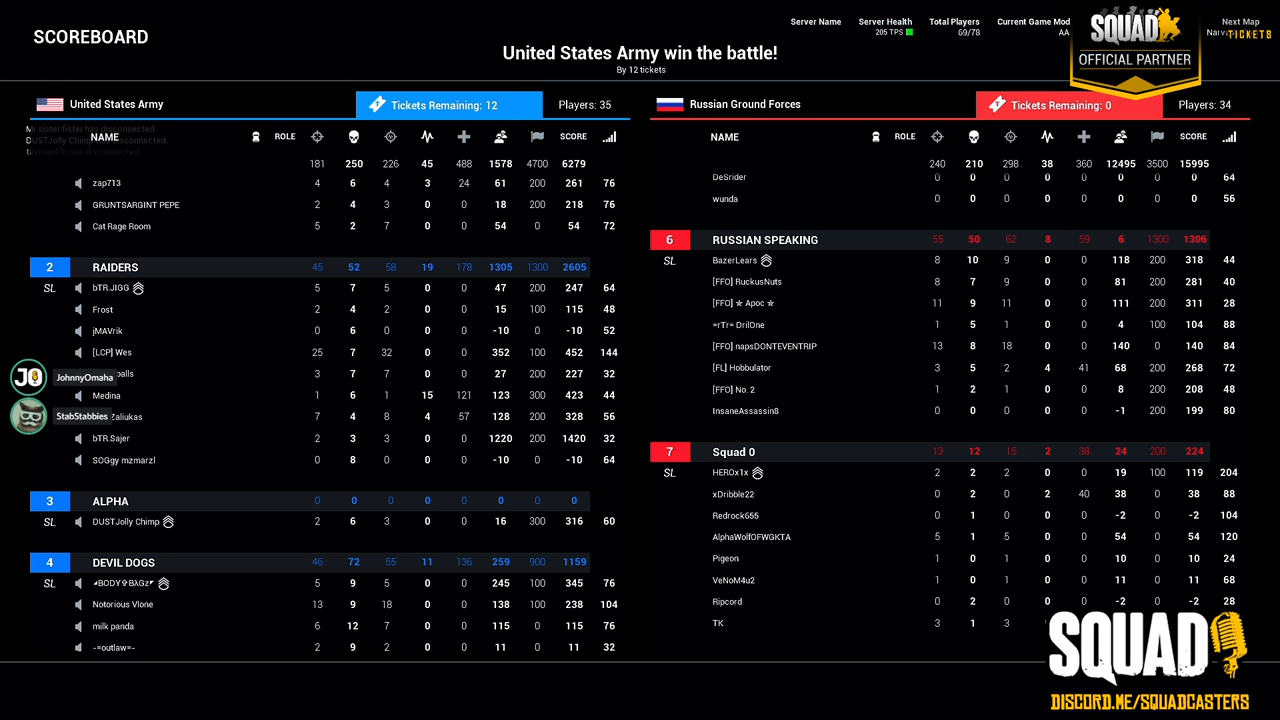 SCOREBOARD
Server Name Server Health Total Players Current Game Mod Next Map
205 TPS 69/78 AA Narva TICKETS
SQUAD
OFFICIAL PARTNER
United States Army win the battle!
By 12 tickets
United States Army Tickets Remaining: 12 Players: 35
NAME ROLE SCORE
181 250 226 45 488 1578 4700 6279
zap713 4 6 4 3 24 61 200 261 76
GRUNTSARGINT PEPE 2 4 3 0 0 18 200 218 76
Cat Rage Room 5 2 7 0 0 54 0 54 72
2 RAIDERS 45 52 58 19 178 1305 1300 2605
SL bTR.JIGG 5 7 5 0 0 47 200 247 64
Frost 2 4 2 0 0 15 100 115 48
jMAVrik 0 6 0 0 0 -10 0 -10 52
[LCP] Wes 25 7 32 0 0 352 100 452 144
balls 3 7 7 0 0 27 200 227 32
Medina 1 6 1 15 121 123 300 423 44
Zaliukas 7 4 8 4 57 128 200 328 56
bTR.Sajer 2 3 3 0 0 1220 200 1420 32
SOGgy mzmarzl 0 8 0 0 0 -10 0 -10 64
JohnnyOmaha
StabStabbies
3 ALPHA 0 0 0 0 0 0 0 0
SL DUSTJolly Chimp 2 6 3 0 0 16 300 316 60
4 DEVIL DOGS 46 72 55 11 136 259 900 1159
SL ◢BODY✞BλGz◤ 5 9 5 0 0 245 100 345 76
Notorious Vlone 13 9 18 0 0 138 100 238 104
milk panda 6 12 7 0 0 115 0 115 76
-=outlaw=- 2 9 2 0 0 11 0 11 32
Russian Ground Forces Tickets Remaining: 0 Players: 34
NAME ROLE SCORE
240 210 298 38 360 12495 3500 15995
DeSrider 0 0 0 0 0 0 0 0 64
wunda 0 0 0 0 0 0 0 0 56
6 RUSSIAN SPEAKING 55 50 62 8 59 6 1300 1306
SL BazerLears 8 10 9 0 0 118 200 318 44
[FFO] RuckusNuts 8 7 9 0 0 81 200 281 40
[FFO] ✯ Apoc ✯ 11 9 11 0 0 111 200 311 28
=rTr= DrilOne 1 5 1 0 0 4 100 104 88
[FFO] napsDONTEVENTRIP 13 8 18 0 0 140 0 140 84
[FL] Hobbulator 3 5 2 4 41 68 200 268 72
[FFO] No. 2 1 2 1 0 0 8 200 208 48
InsaneAssassin8 0 0 0 0 0 -1 200 199 80
7 Squad 0 13 12 15 2 38 24 200 224
SL HEROx1x 2 2 2 0 0 19 100 119 204
xDribble22 0 2 0 2 40 38 0 38 88
Redrock655 0 1 0 0 0 -2 0 -2 104
AlphaWolfOFWGKTA 5 1 5 0 0 54 0 54 120
Pigeon 1 0 1 0 0 10 0 10 24
VeNoM4u2 1 0 1 0 0 11 0 11 68
Ripcord 0 2 0 0 0 -2 0 -2 28
TK 3 1 3
SQUAD
DISCORD.ME/SQUADCASTERS